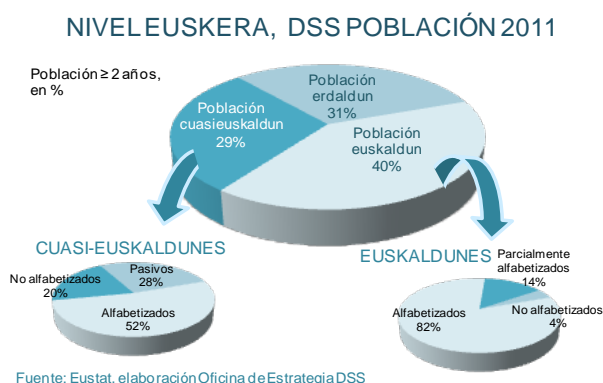 NIVEL EUSKERA, DSS POBLACIÓN 2011
Población ≥ 2 años,
en %
Población
erdaldun
31%
Población
cuasieuskaldun
29%
Población
euskaldun
40%
CUASI-EUSKALDUNES
Pasivos
28%
No alfabetizados
20%
Alfabetizados
52%
EUSKALDUNES
Parcialmente
alfabetizados
14%
No alfabetizados
4%
Alfabetizados
82%
Fuente: Eustat, elaboración Oficina de Estrategia DSS